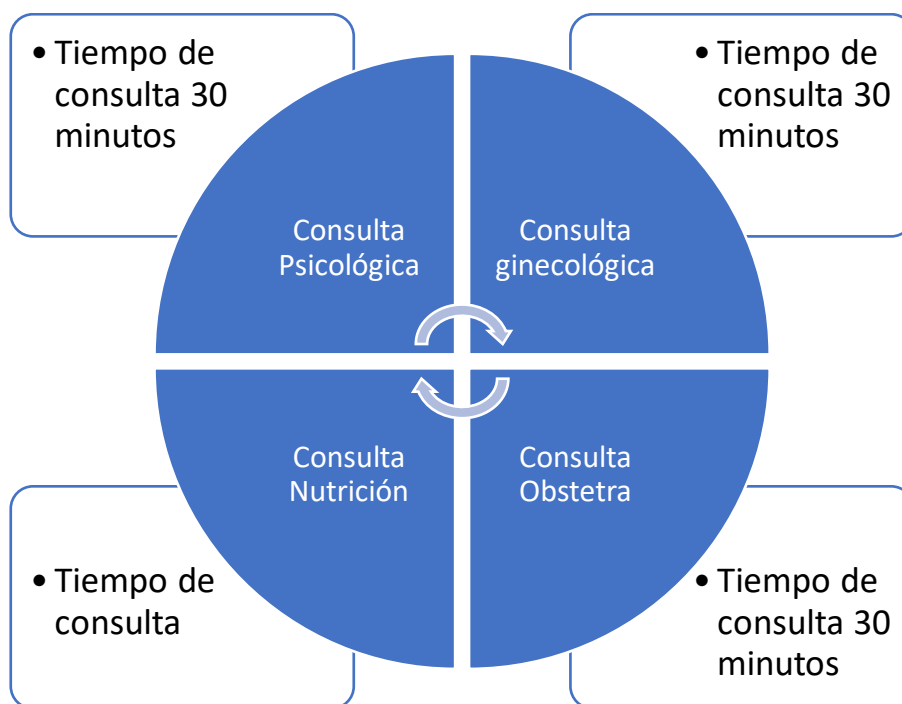 • Tiempo de
consulta 30
minutos
• Tiempo de
consulta 30
minutos
Consulta
Psicológica
Consulta
ginecológica
Consulta
Nutrición
Consulta
Obstetra
• Tiempo de
consulta
• Tiempo de
consulta 30
minutos